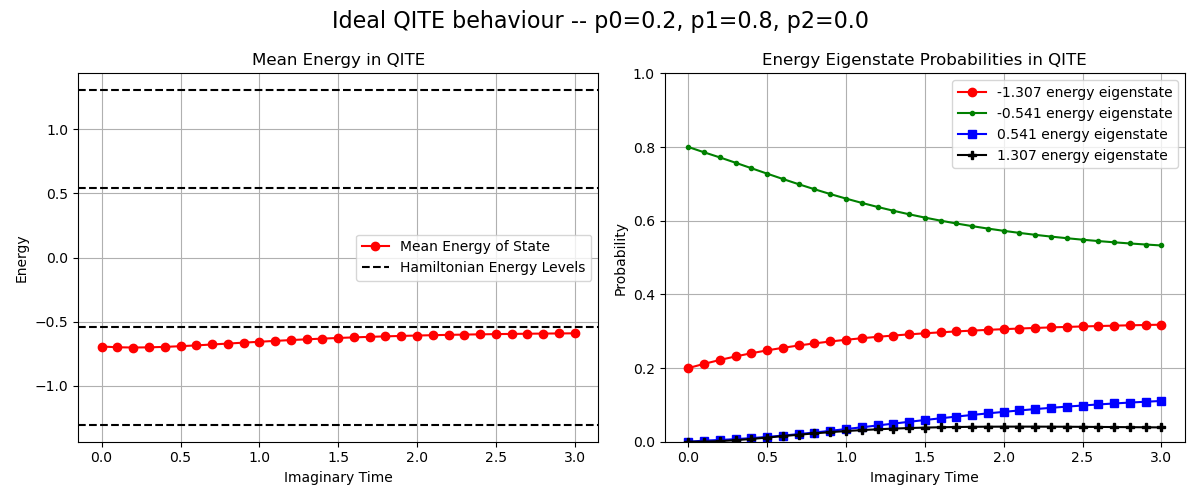 Ideal QITE behaviour -- p0=0.2, p1=0.8, p2=0.0
Mean Energy in QITE
Energy
1.0
0.5
0.0
−0.5
−1.0
Mean Energy of State
Hamiltonian Energy Levels
0.0 0.5 1.0 1.5 2.0 2.5 3.0
Imaginary Time
Energy Eigenstate Probabilities in QITE
Probability
1.0
0.8
0.6
0.4
0.2
0.0
-1.307 energy eigenstate
-0.541 energy eigenstate
0.541 energy eigenstate
1.307 energy eigenstate
0.0 0.5 1.0 1.5 2.0 2.5 3.0
Imaginary Time